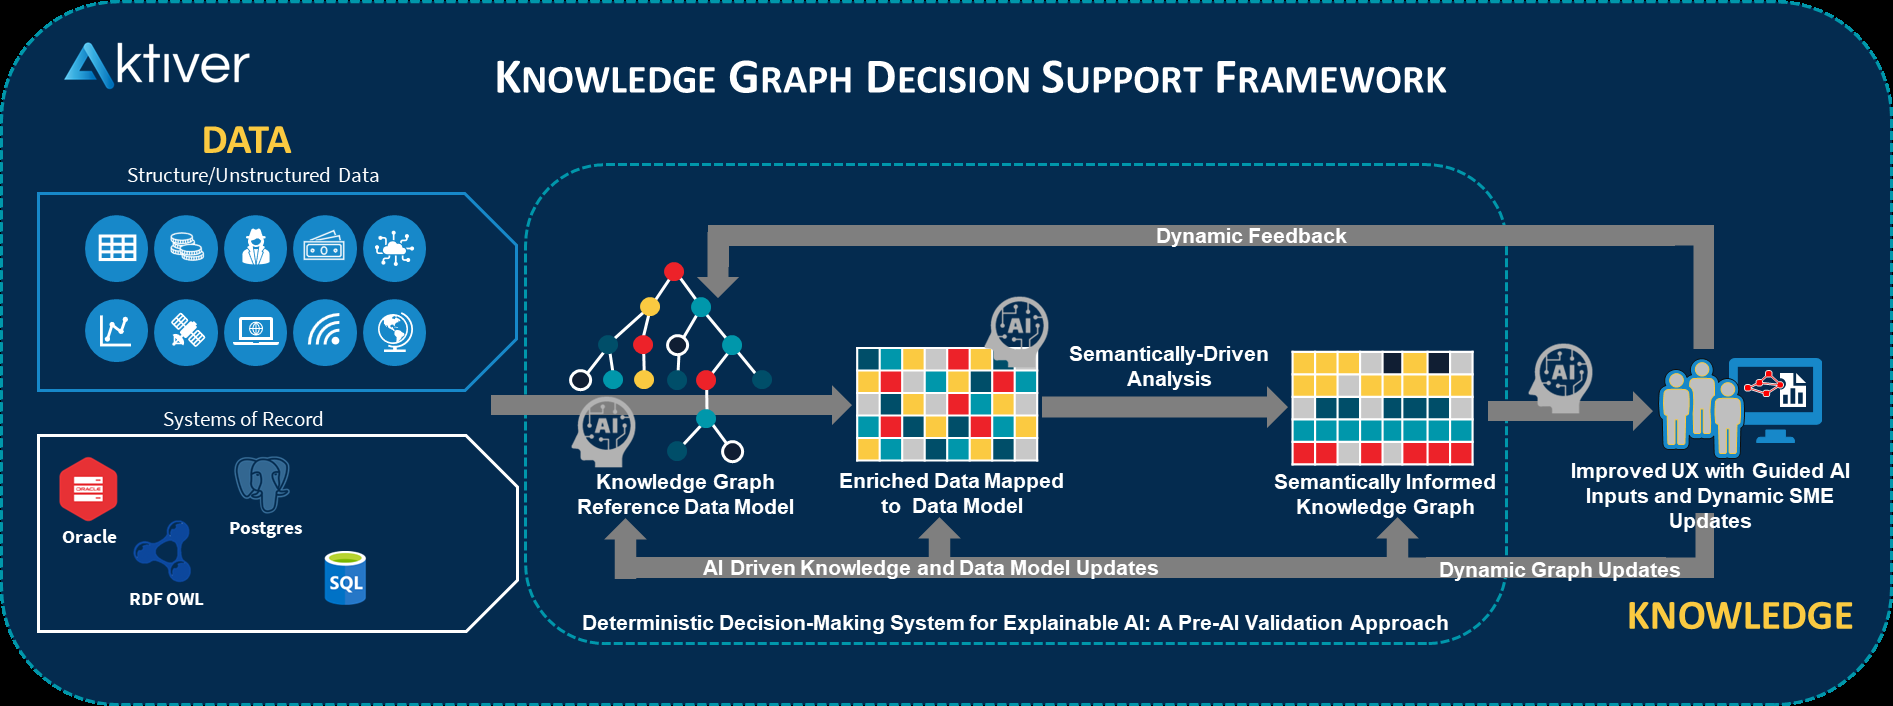 Aktiver
KNOWLEDGE GRAPH DECISION SUPPORT FRAMEWORK
DATA
Structure/Unstructured Data
Systems of Record
Oracle
Postgres
RDF OWL
SQL
ORACLE
Dynamic Feedback
AI
AI
Semantically-Driven
Analysis
AI
Knowledge Graph
Reference Data Model
Enriched Data Mapped
to Data Model
Semantically Informed
Knowledge Graph
Improved UX with Guided AI
Inputs and Dynamic SME
Updates
AI Driven Knowledge and Data Model Updates
Dynamic Graph Updates
Deterministic Decision-Making System for Explainable AI: A Pre-AI Validation Approach
KNOWLEDGE